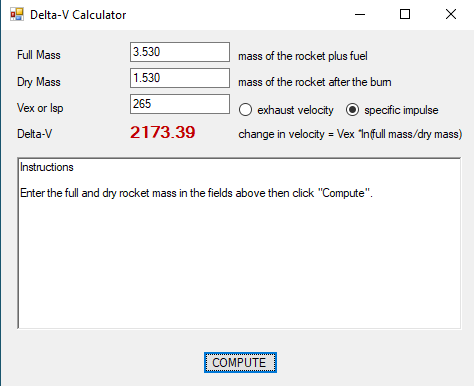 Delta-V Calculator
Full Mass 3.530 mass of the rocket plus fuel
Dry Mass 1.530 mass of the rocket after the burn
Vex or Isp 265 exhaust velocity specific impulse
Delta-V 2173.39 change in velocity = Vex *ln(full mass/dry mass)
Instructions
Enter the full and dry rocket mass in the fields above then click "Compute".
COMPUTE